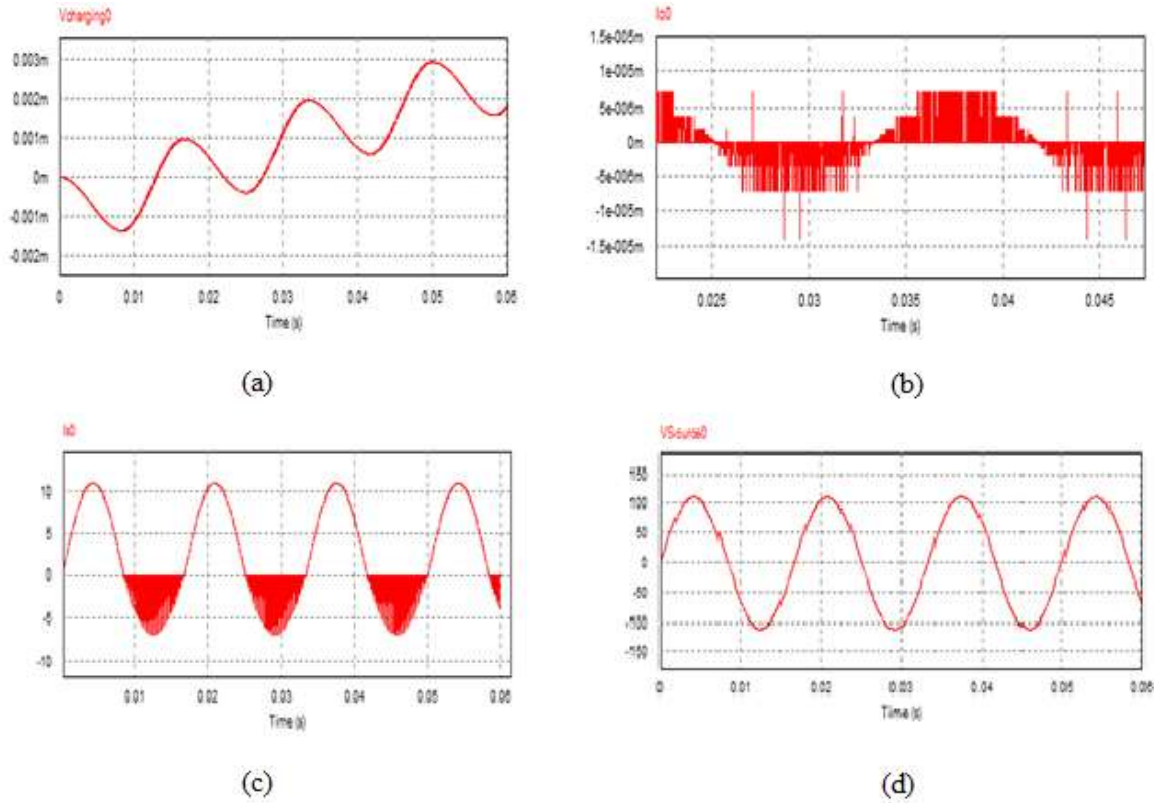 Vcharging0
0.003m
0.002m
0.001m
0m
-0.001m
-0.002m
0 0.01 0.02 0.03 0.04 0.05 0.06
Time (s)
(a)
1.5e-005m
1e-005m
5e-006m
0m
-5e-006m
-1e-005m
-1.5e-005m
0.025 0.03 0.035 0.04 0.045
Time (s)
(b)
10
5
0
-5
-10
0.01 0.02 0.03 0.04 0.05 0.06
Time (s)
(c)
VSource0
150
100
50
0
-50
-100
-150
0 0.01 0.02 0.03 0.04 0.05 0.06
Time (s)
(d)